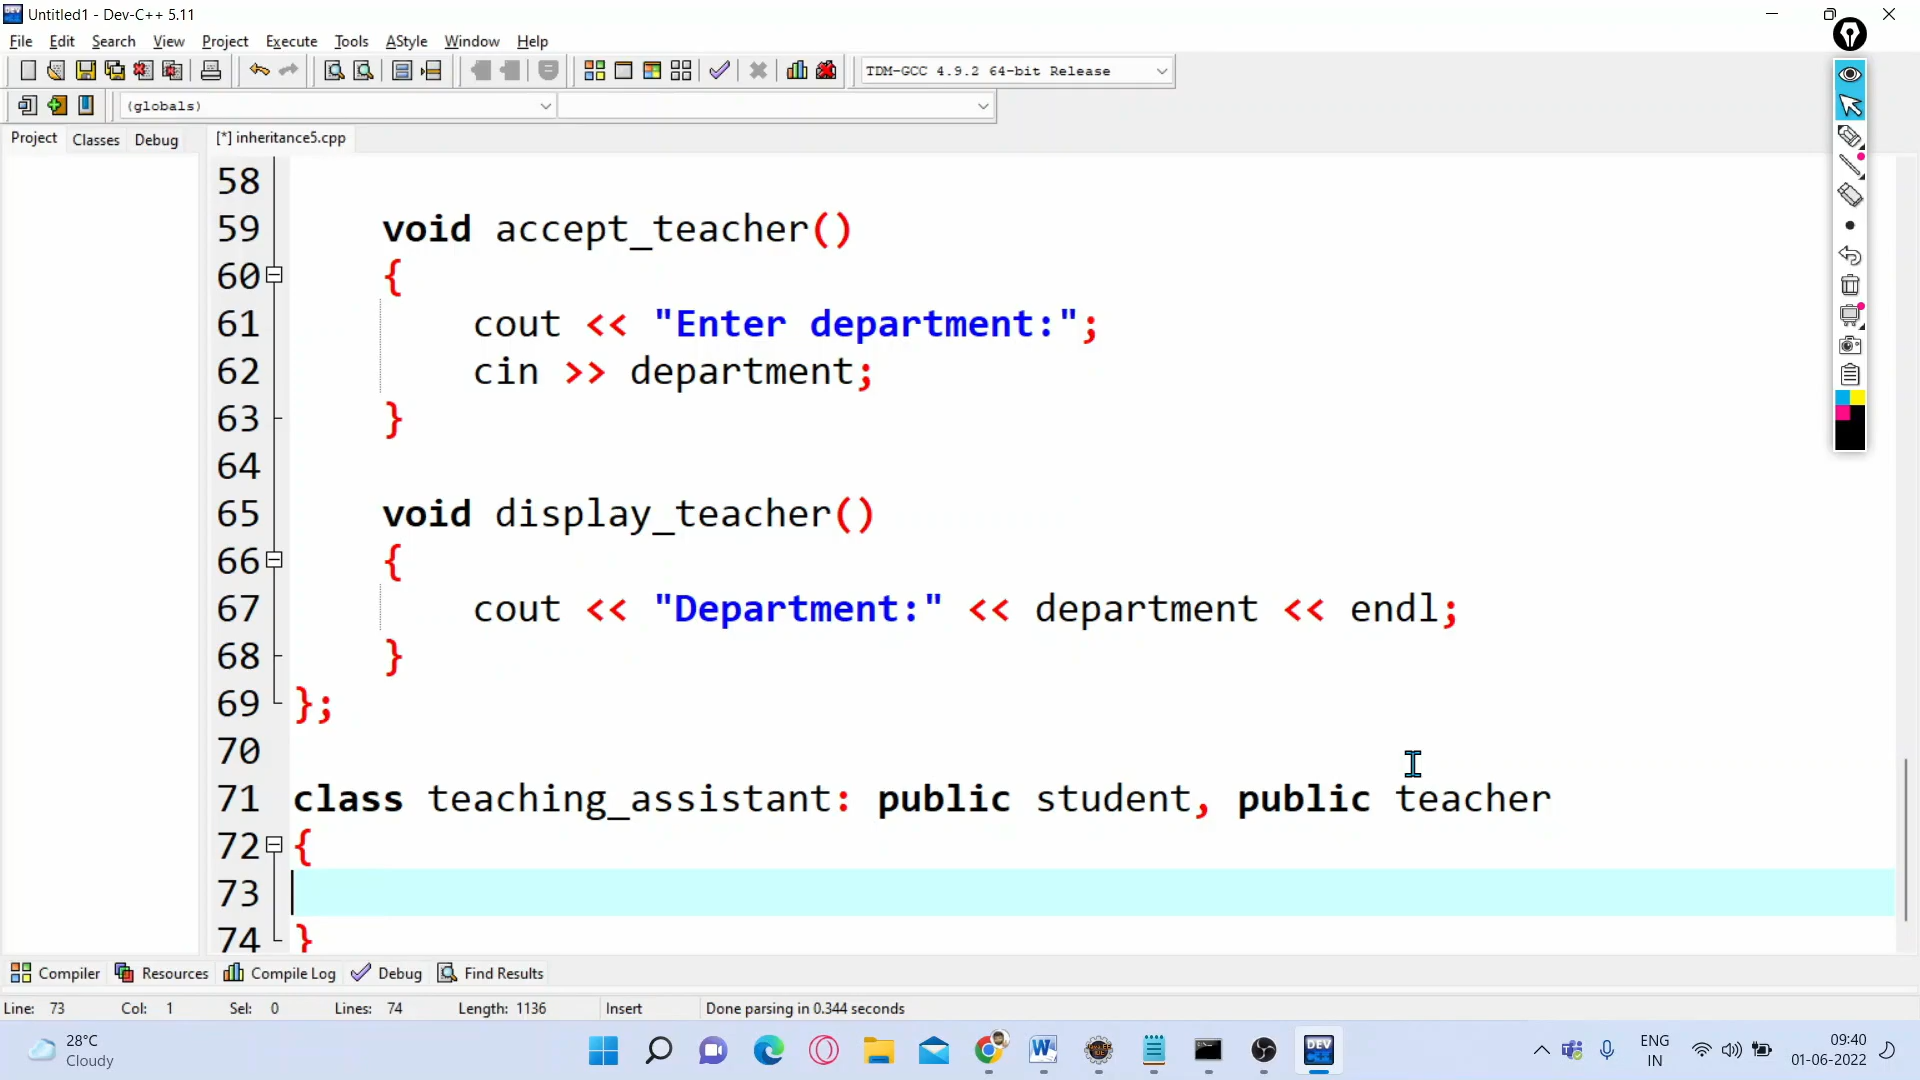 Untitled1 - Dev-C++ 5.11
File Edit Search View Project Execute Tools AStyle Window Help
TDM-GCC 4.9.2 64-bit Release
(globals)
Project Classes Debug [*] inheritance5.cpp
58
59 void accept_teacher()
60 {
61 cout << "Enter department:";
62 cin >> department;
63 }
64
65 void display_teacher()
66 {
67 cout << "Department:" << department << endl;
68 }
69 };
70
71 class teaching_assistant: public student, public teacher
72 {
73
74 }
Compiler Resources Compile Log Debug Find Results
Line: 73 Col: 1 Sel: 0 Lines: 74 Length: 1136 Insert Done parsing in 0.344 seconds
28°C
Cloudy
ENG
IN
09:40
01-06-2022